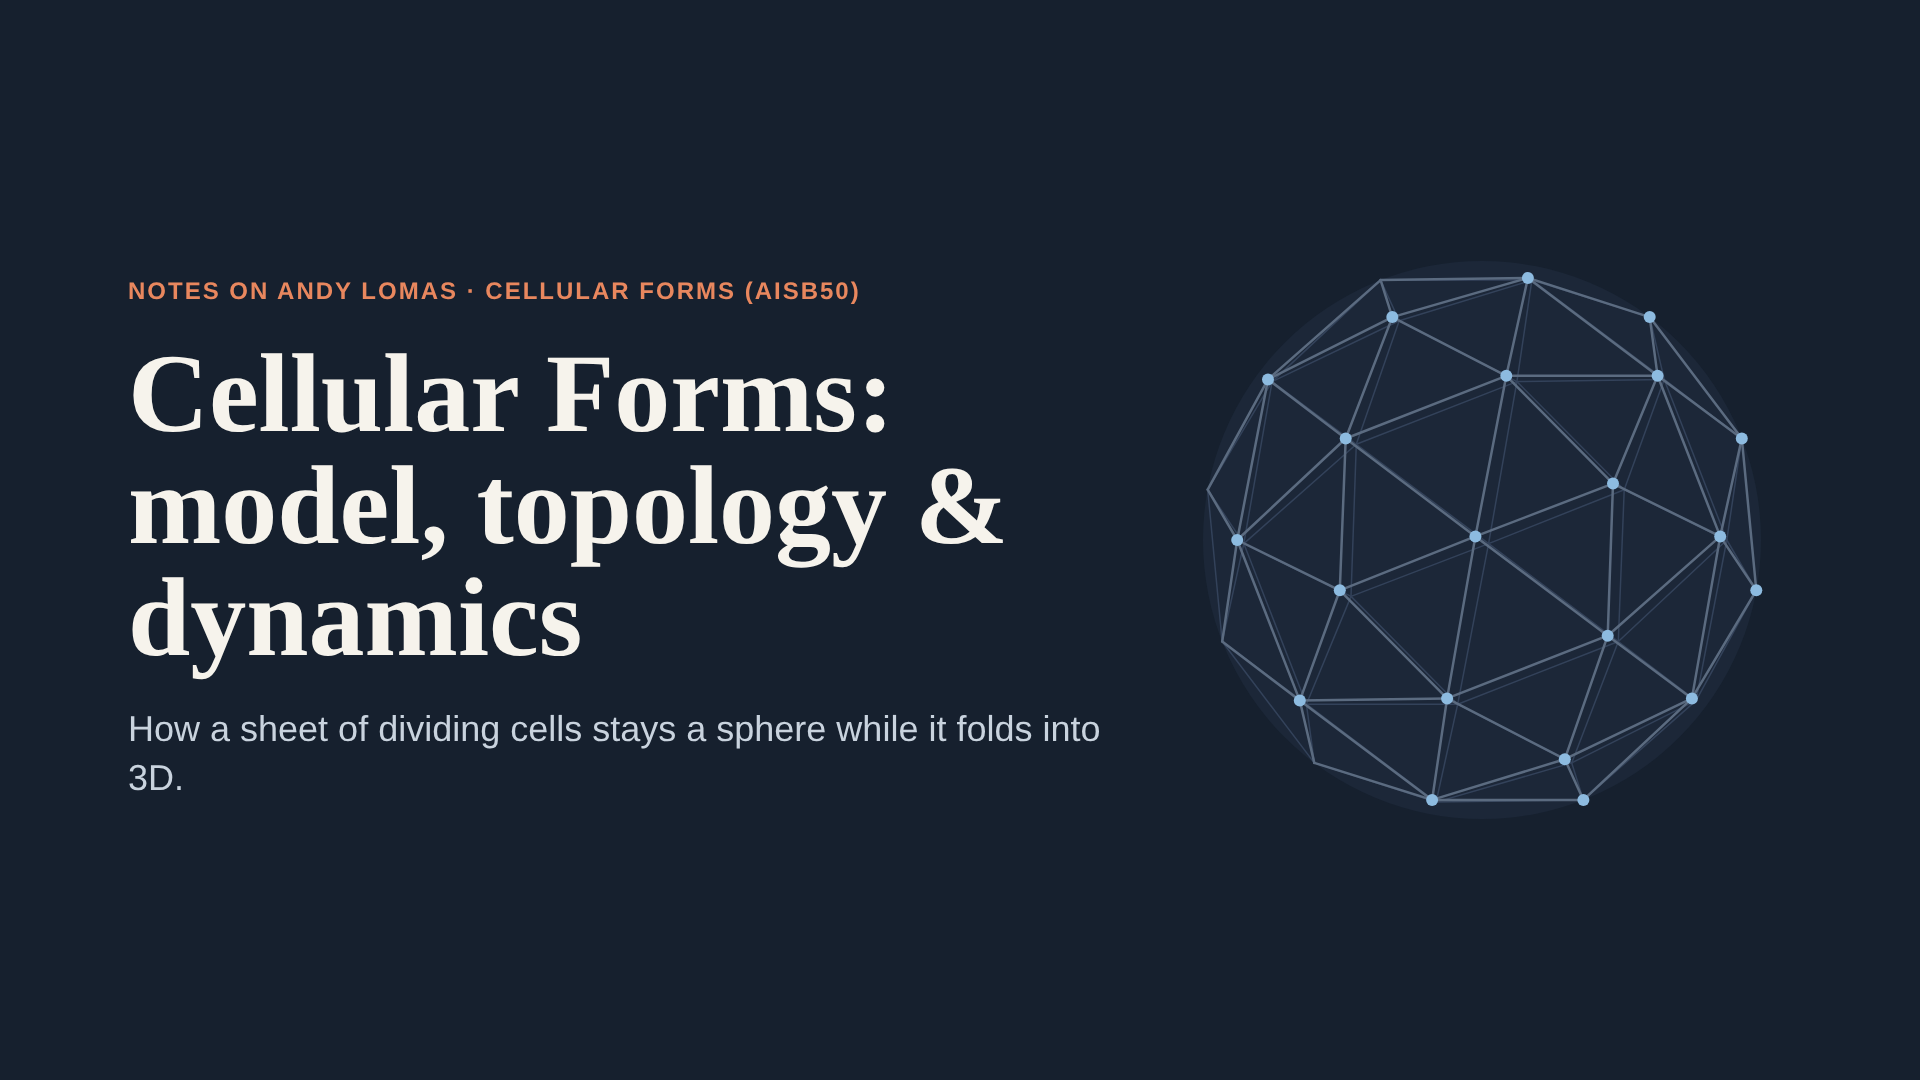 NOTES ON ANDY LOMAS · CELLULAR FORMS (AISB50)
Cellular Forms:
model, topology &
dynamics
How a sheet of dividing cells stays a sphere while it folds into
3D.